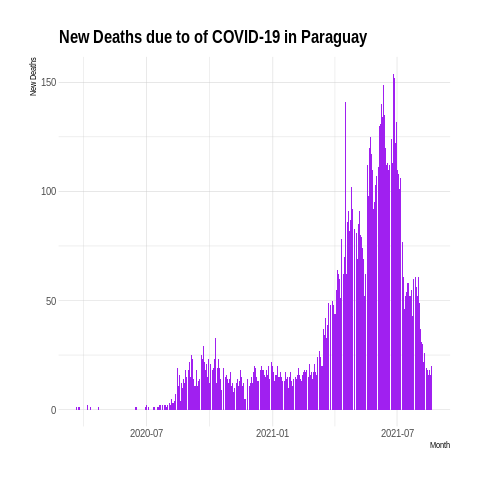 New Deaths due to of COVID-19 in Paraguay
New Deaths
150
100
50
0
2020-07
2021-01
2021-07
Month